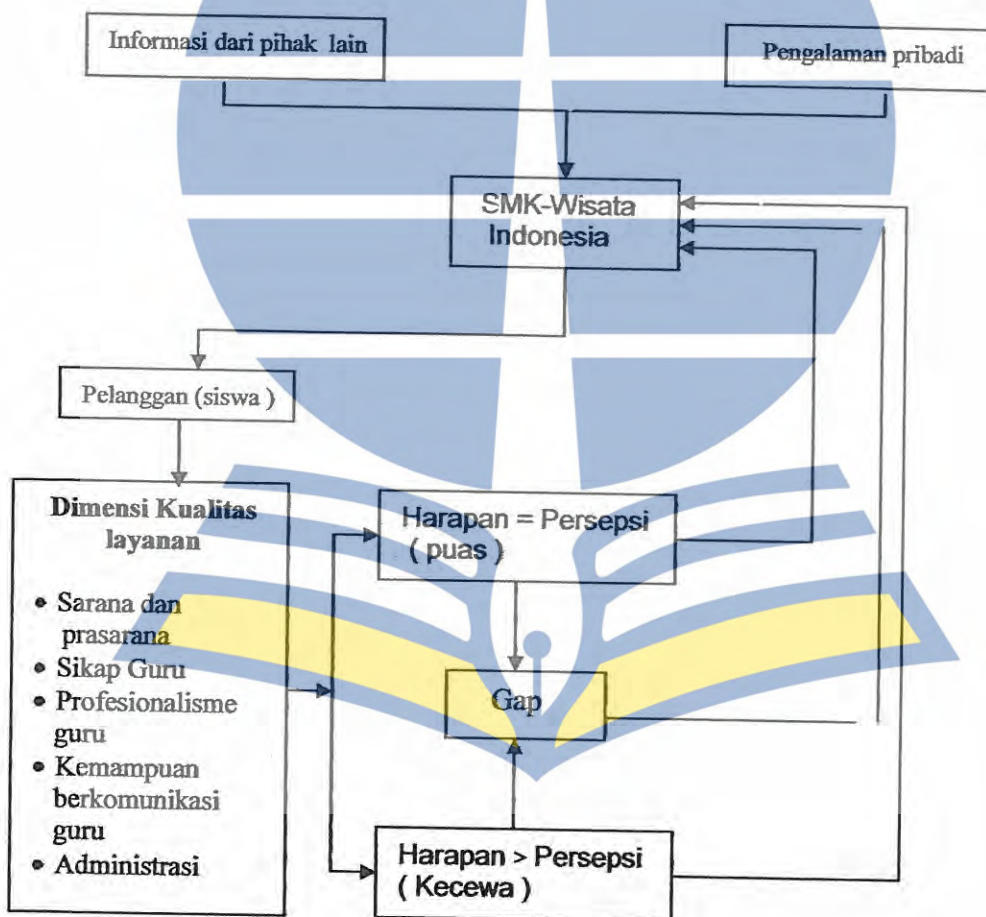 Informasi dari pihak lain
Pengalaman pribadi
SMK-Wisata
Indonesia
Pelanggan (siswa )
Dimensi Kualitas
layanan
• Sarana dan
prasarana
• Sikap Guru
• Profesionalisme
guru
• Kemampuan
berkomunikasi
guru
• Administrasi
Harapan = Persepsi
( puas )
Gap
Harapan > Persepsi
( Kecewa )